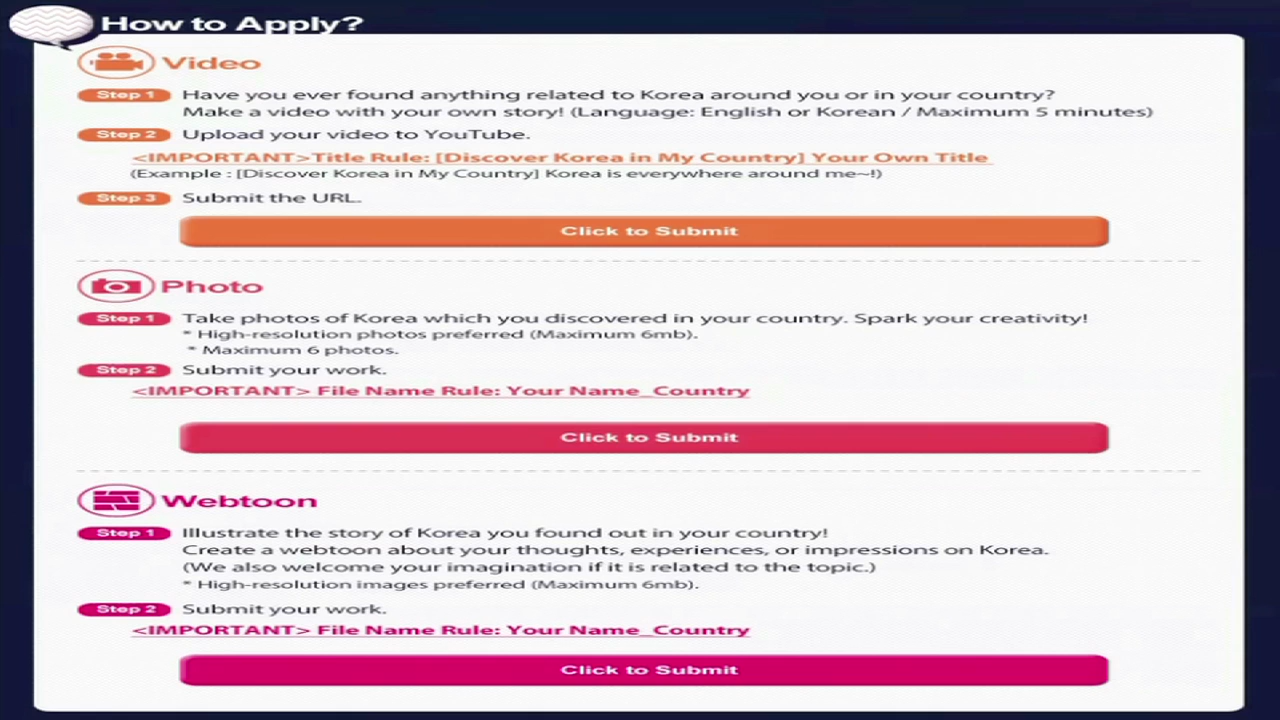 How to Apply?
Video
Step 1 Have you ever found anything related to Korea around you or in your country?
Make a video with your own story! (Language: English or Korean / Maximum 5 minutes)
Step 2 Upload your video to YouTube.
<IMPORTANT>Title Rule: [Discover Korea in My Country] Your Own Title
(Example : [Discover Korea in My Country] Korea is everywhere around me~!)
Step 3 Submit the URL.
Click to Submit
Photo
Step 1 Take photos of Korea which you discovered in your country. Spark your creativity!
* High-resolution photos preferred (Maximum 6mb).
* Maximum 6 photos.
Step 2 Submit your work.
<IMPORTANT> File Name Rule: Your Name_Country
Click to Submit
Webtoon
Step 1 Illustrate the story of Korea you found out in your country!
Create a webtoon about your thoughts, experiences, or impressions on Korea.
(We also welcome your imagination if it is related to the topic.)
* High-resolution images preferred (Maximum 6mb).
Step 2 Submit your work.
<IMPORTANT> File Name Rule: Your Name_Country
Click to Submit